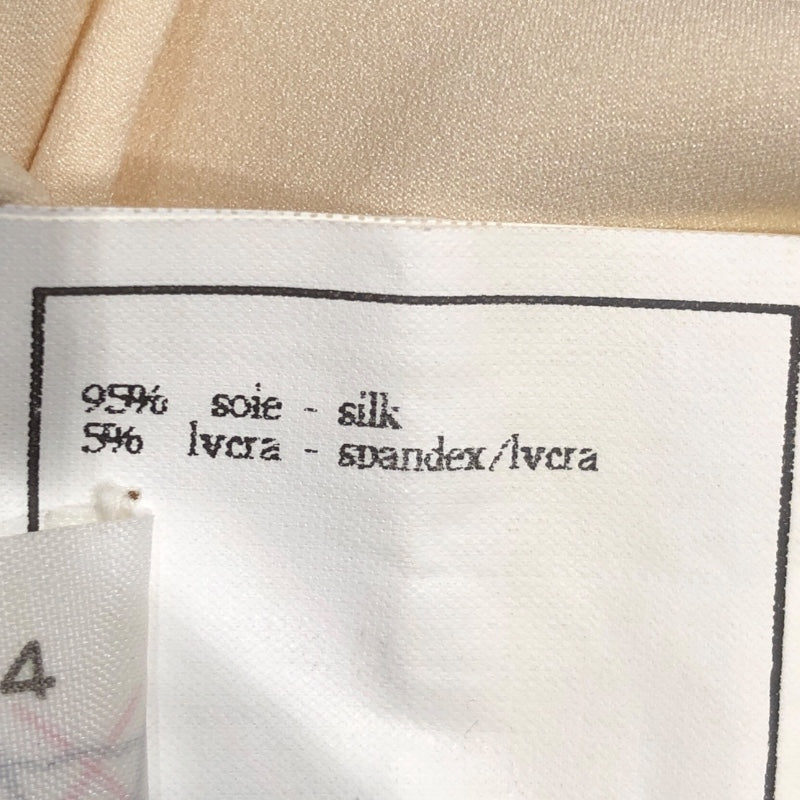 95% soie - silk
5% lycra - spandex/lycra
4